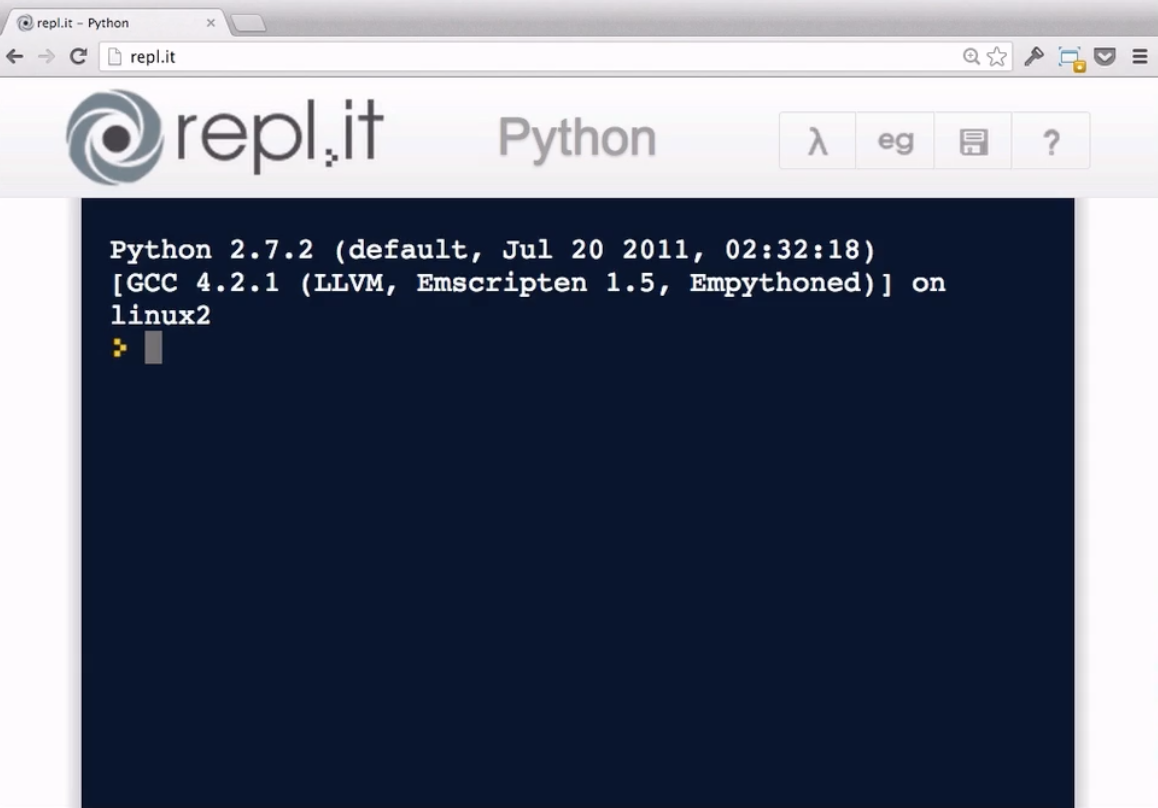 repl.it – Python
repl.it
repl.it
Python
λ
eg
?
Python 2.7.2 (default, Jul 20 2011, 02:32:18)
[GCC 4.2.1 (LLVM, Emscripten 1.5, Empythoned)] on
linux2
>